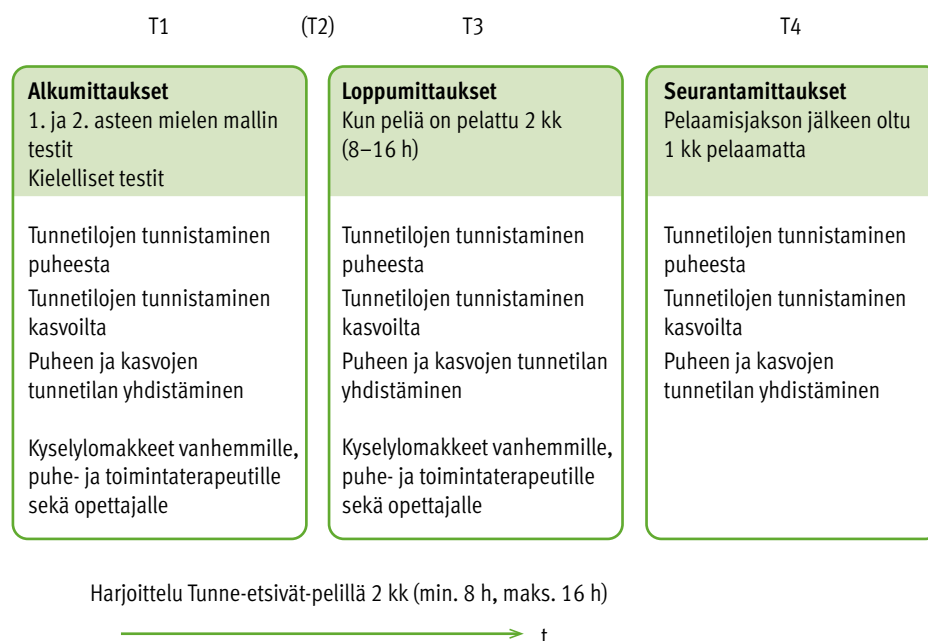 T1 (T2) T3 T4
Alkumittaukset
1. ja 2. asteen mielen mallin
testit
Kielelliset testit
Tunnetilojen tunnistaminen
puheesta
Tunnetilojen tunnistaminen
kasvoilta
Puheen ja kasvojen
tunnetilan yhdistäminen
Kyselylomakkeet vanhemmille,
puhe- ja toimintaterapeutille
sekä opettajalle
Loppumittaukset
Kun peliä on pelattu 2 kk
(8–16 h)
Tunnetilojen tunnistaminen
puheesta
Tunnetilojen tunnistaminen
kasvoilta
Puheen ja kasvojen tunnetilan
yhdistäminen
Kyselylomakkeet vanhemmille,
puhe- ja toimintaterapeutille
sekä opettajalle
Seurantamittaukset
Pelaamisjakson jälkeen oltu
1 kk pelaamatta
Tunnetilojen tunnistaminen
puheesta
Tunnetilojen tunnistaminen
kasvoilta
Puheen ja kasvojen
tunnetilan yhdistäminen
Harjoittelu Tunne-etsivät-pelillä 2 kk (min. 8 h, maks. 16 h)
t